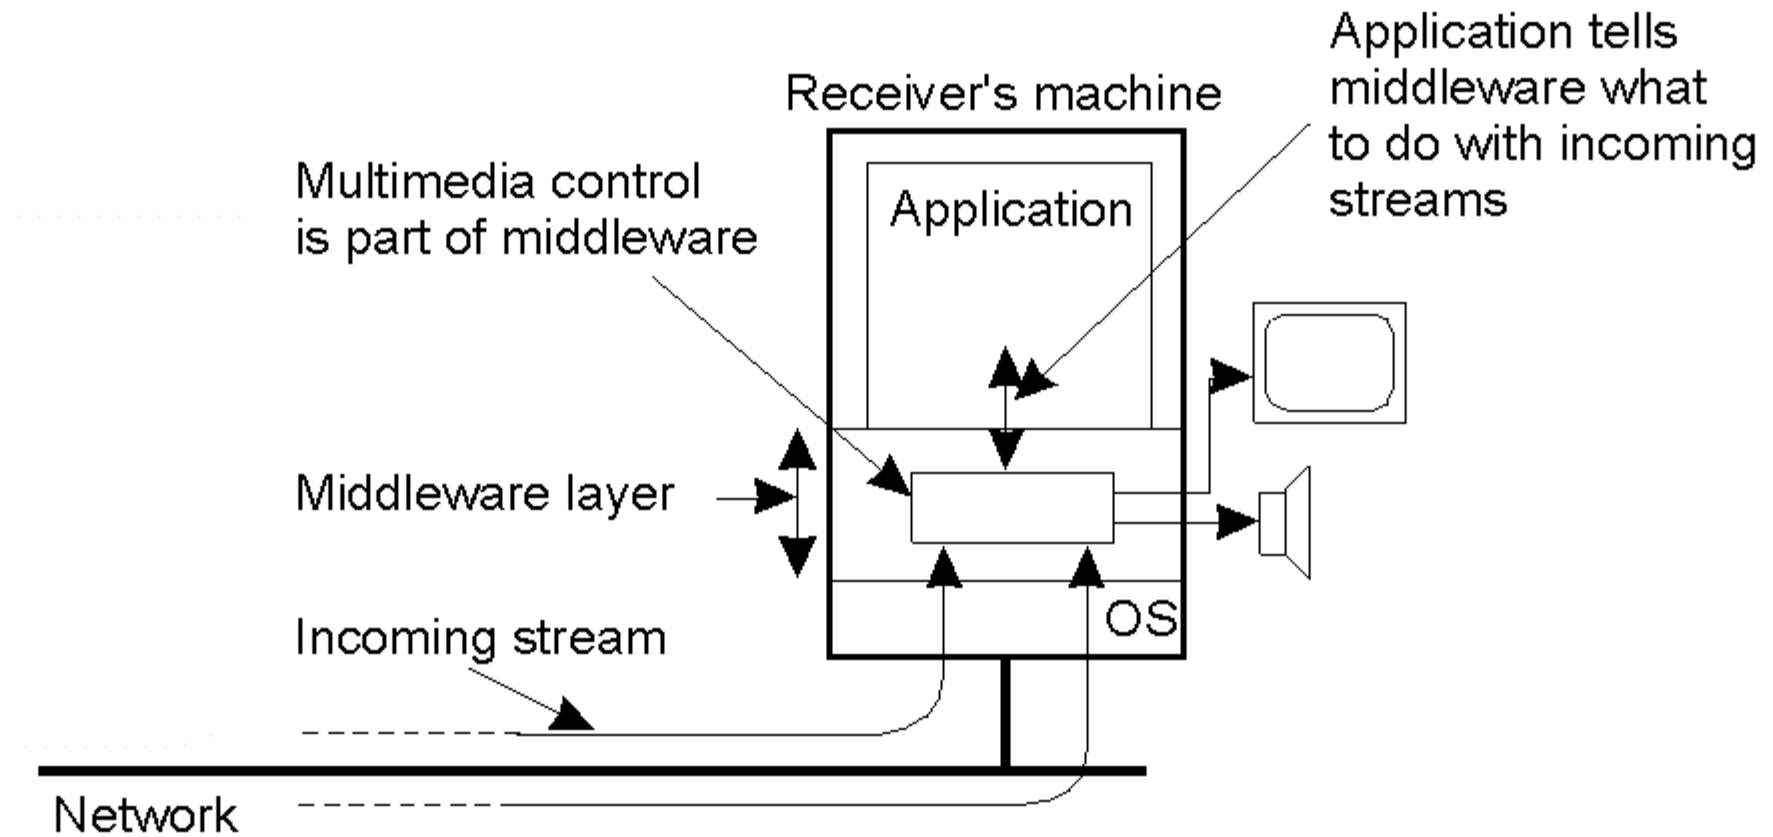 Receiver's machine
Application tells
middleware what
to do with incoming
streams
Multimedia control
is part of middleware
Application
Middleware layer
Incoming stream
OS
Network